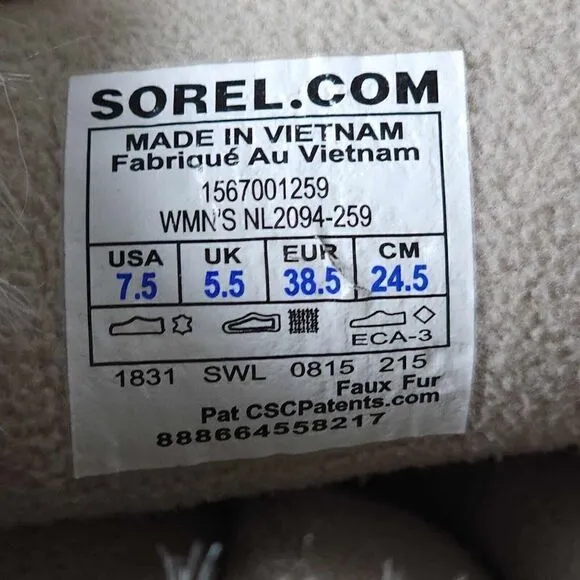 SOREL.COM
MADE IN VIETNAM
Fabriqué Au Vietnam
1567001259
WMN'S NL2094-259
USA UK EUR CM
7.5 5.5 38.5 24.5
ECA-3
1831 SWL 0815 215
Faux Fur
Pat CSCPatents.com
888664558217